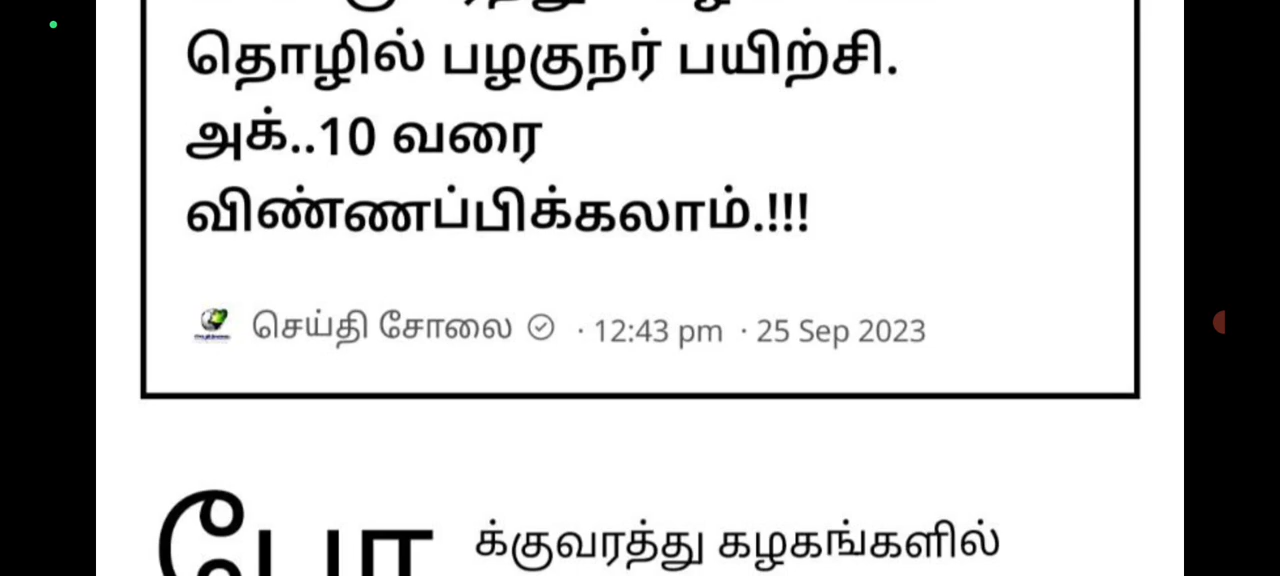 தொழில் பழகுநர் பயிற்சி.
அக்..10 வரை
விண்ணப்பிக்கலாம்.!!!
செய்தி சோலை · 12:43 pm · 25 Sep 2023
போ க்குவரத்து கழகங்களில்